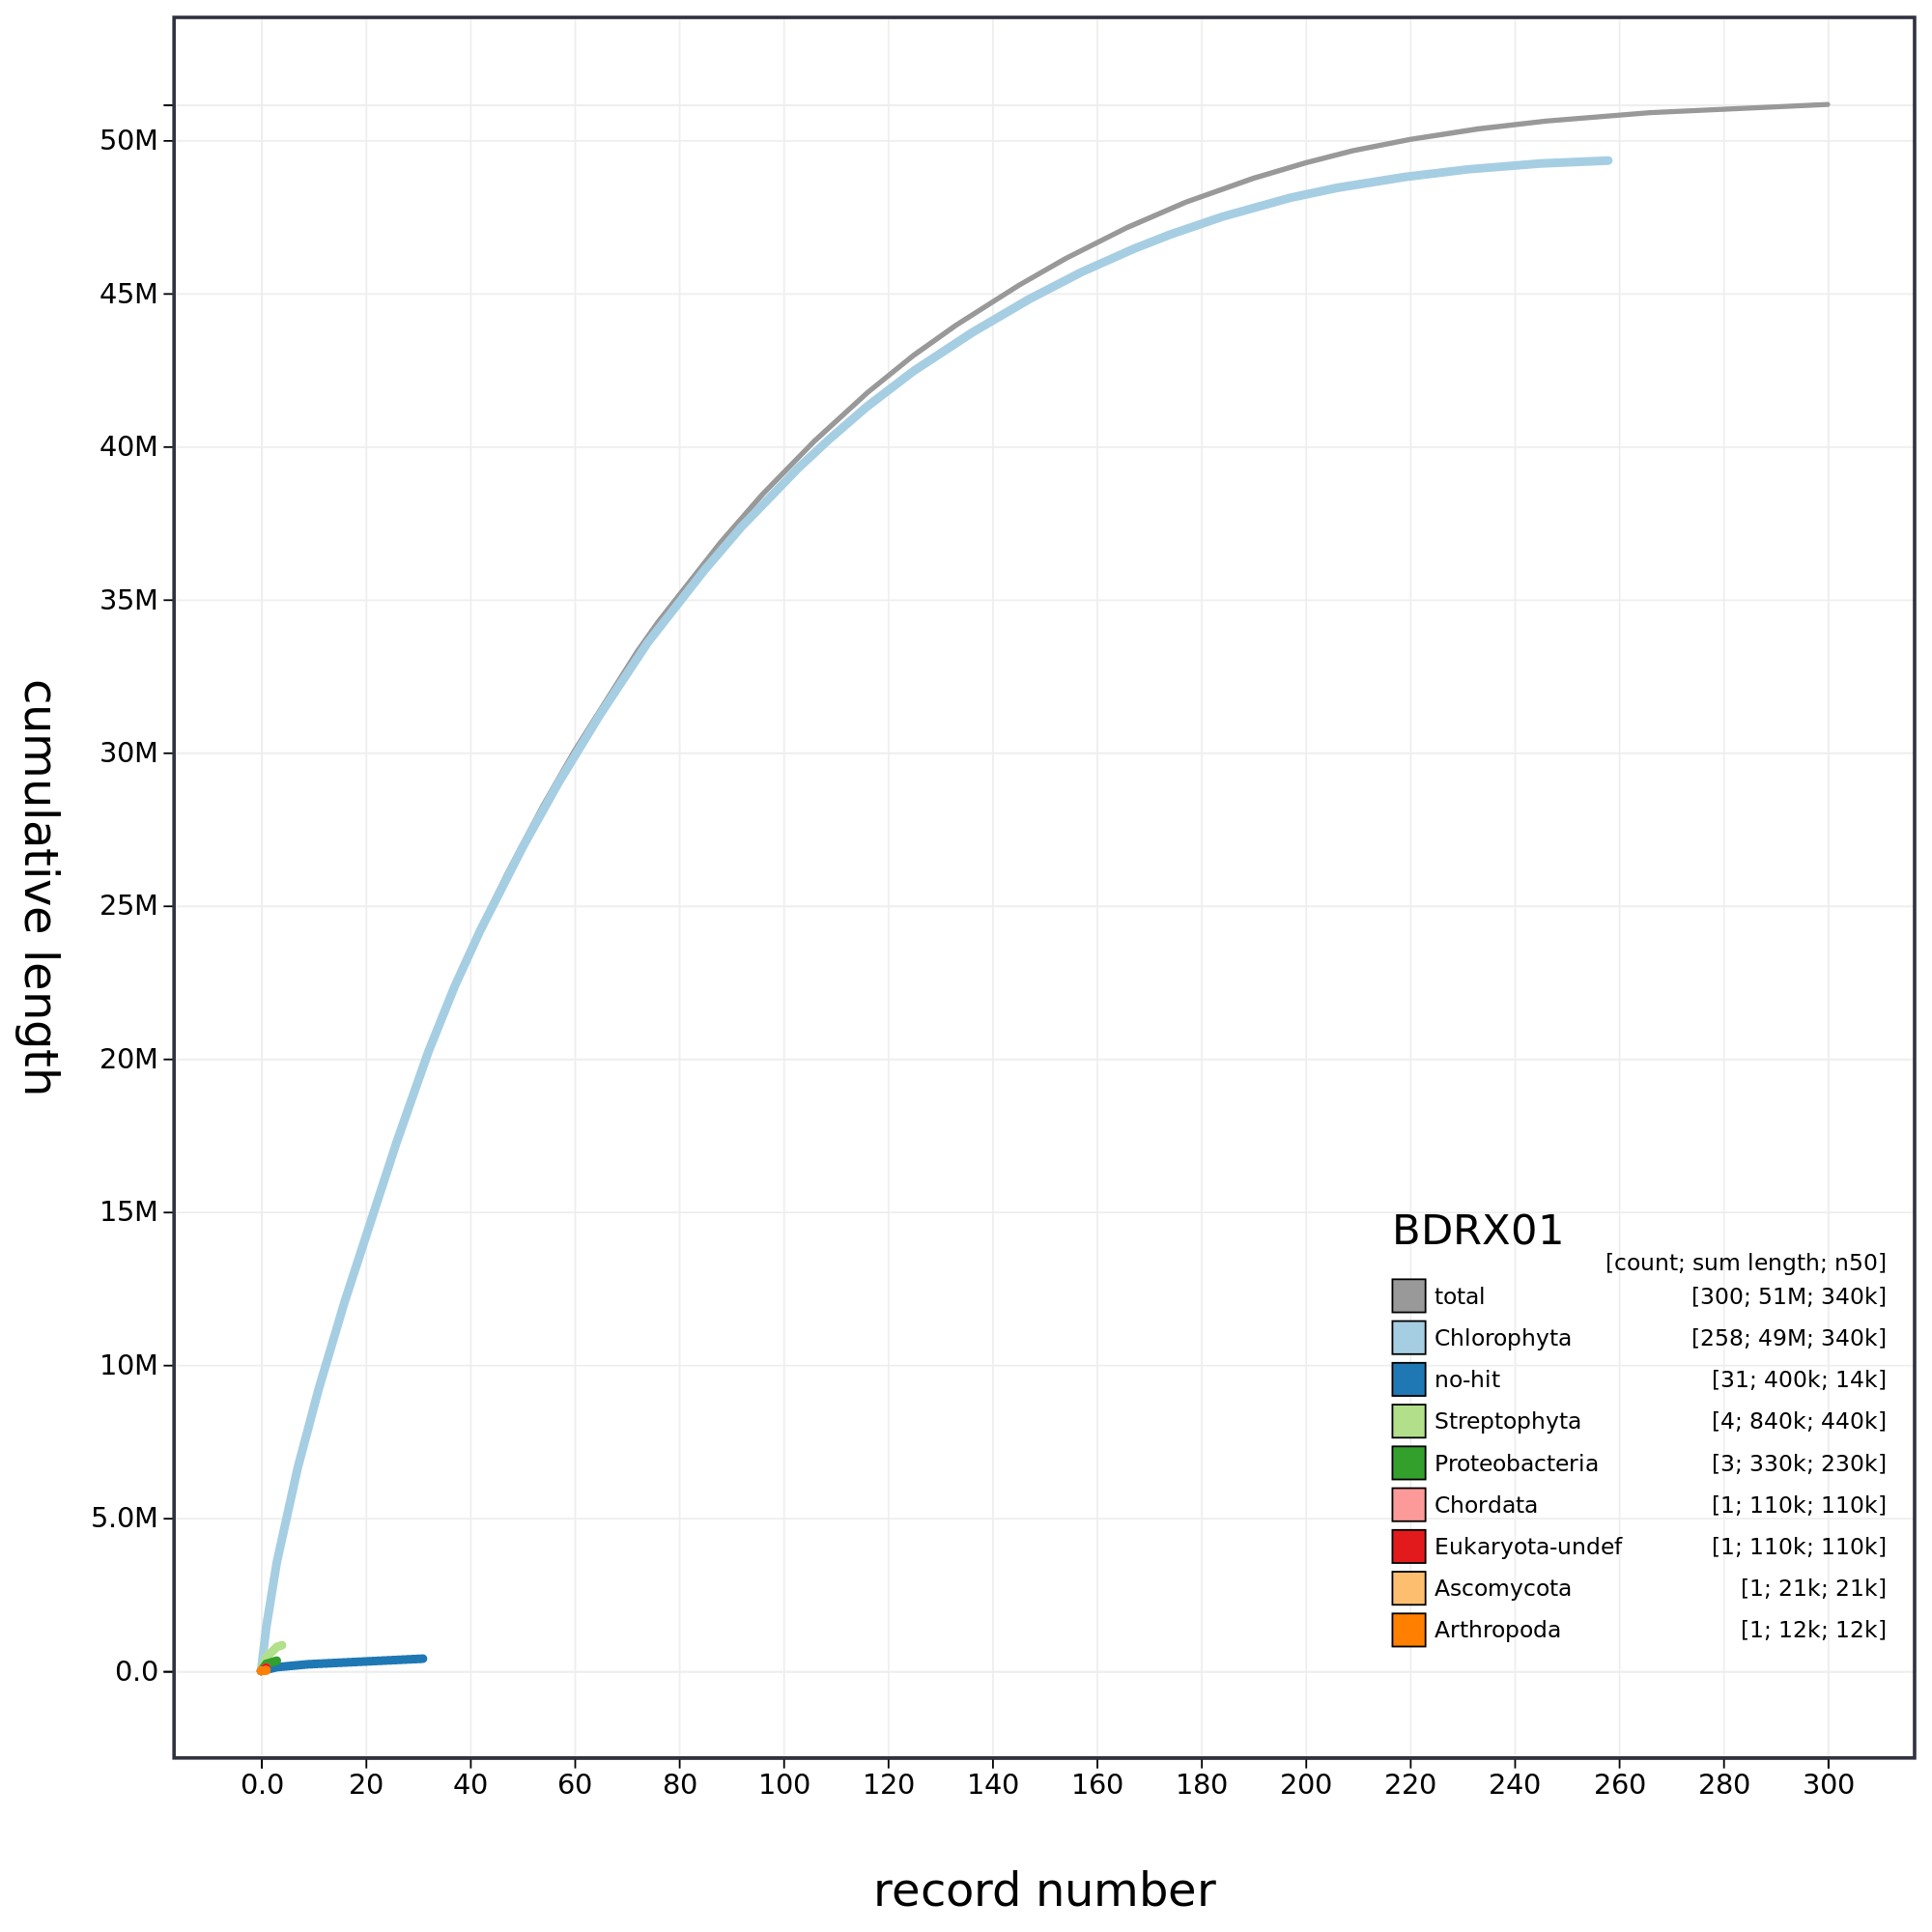 cumulative length
50M
45M
40M
35M
30M
25M
20M
15M
10M
5.0M
0.0
BDRX01
[count; sum length; n50]
total [300; 51M; 340k]
Chlorophyta [258; 49M; 340k]
no-hit [31; 400k; 14k]
Streptophyta [4; 840k; 440k]
Proteobacteria [3; 330k; 230k]
Chordata [1; 110k; 110k]
Eukaryota-undef [1; 110k; 110k]
Ascomycota [1; 21k; 21k]
Arthropoda [1; 12k; 12k]
0.0 20 40 60 80 100 120 140 160 180 200 220 240 260 280 300
record number